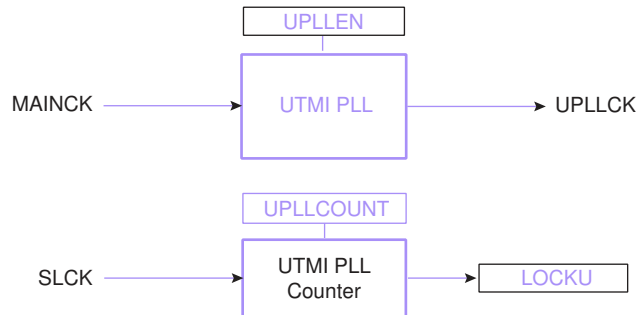 UPLLEN
MAINCK
UTMI PLL
UPLLCK
UPLLCOUNT
SLCK
UTMI PLL
Counter
LOCKU